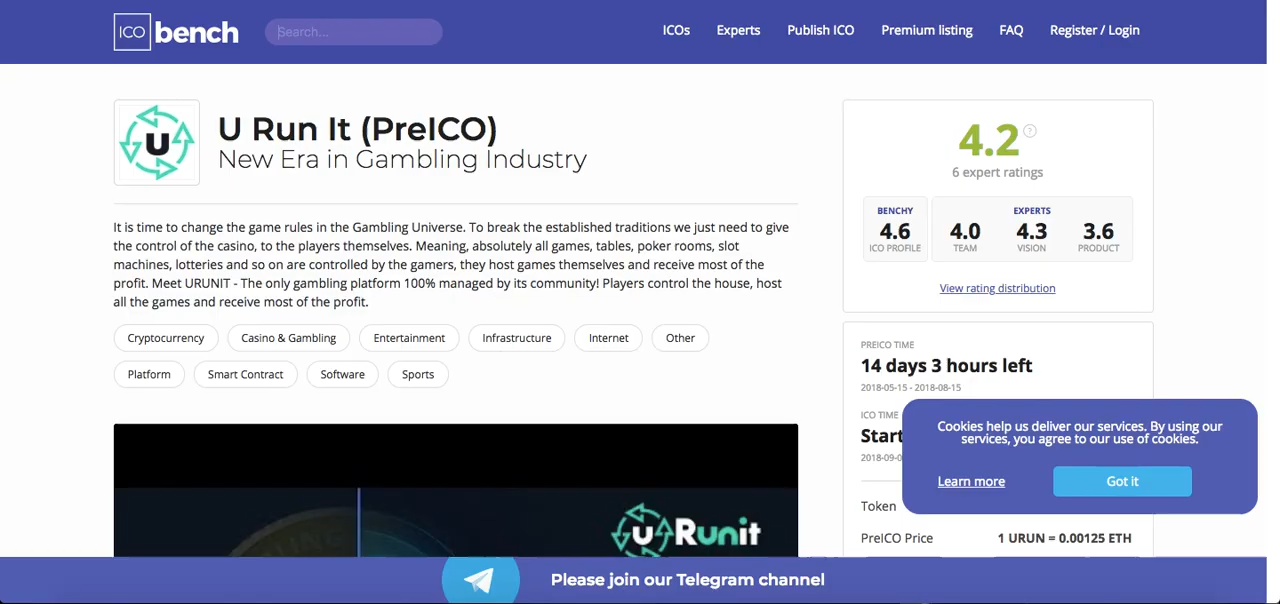 ICO bench
Search...
ICOs
Experts
Publish ICO
Premium listing
FAQ
Register / Login
U
U Run It (PreICO)
New Era in Gambling Industry
It is time to change the game rules in the Gambling Universe. To break the established traditions we just need to give
the control of the casino, to the players themselves. Meaning, absolutely all games, tables, poker rooms, slot
machines, lotteries and so on are controlled by the gamers, they host games themselves and receive most of the
profit. Meet URUNIT - The only gambling platform 100% managed by its community! Players control the house, host
all the games and receive most of the profit.
Cryptocurrency
Casino & Gambling
Entertainment
Infrastructure
Internet
Other
Platform
Smart Contract
Software
Sports
U Runit
4.2 ?
6 expert ratings
BENCHY
4.6
ICO PROFILE
EXPERTS
4.0 4.3 3.6
TEAM VISION PRODUCT
View rating distribution
PREICO TIME
14 days 3 hours left
2018-05-15 - 2018-08-15
ICO TIME
Start
2018-09-0
Token
PreICO Price 1 URUN = 0.00125 ETH
Cookies help us deliver our services. By using our
services, you agree to our use of cookies.
Learn more
Got it
Please join our Telegram channel